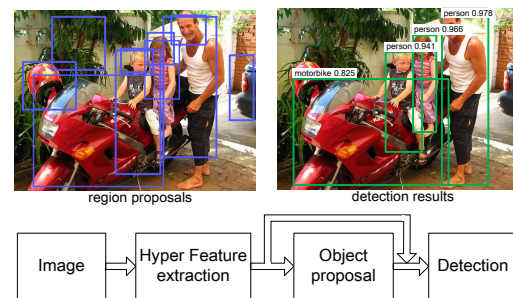 person 0.978
person 0.966
person 0.941
motorbike 0.825
region proposals
detection results
Image
Hyper Feature
extraction
Object
proposal
Detection